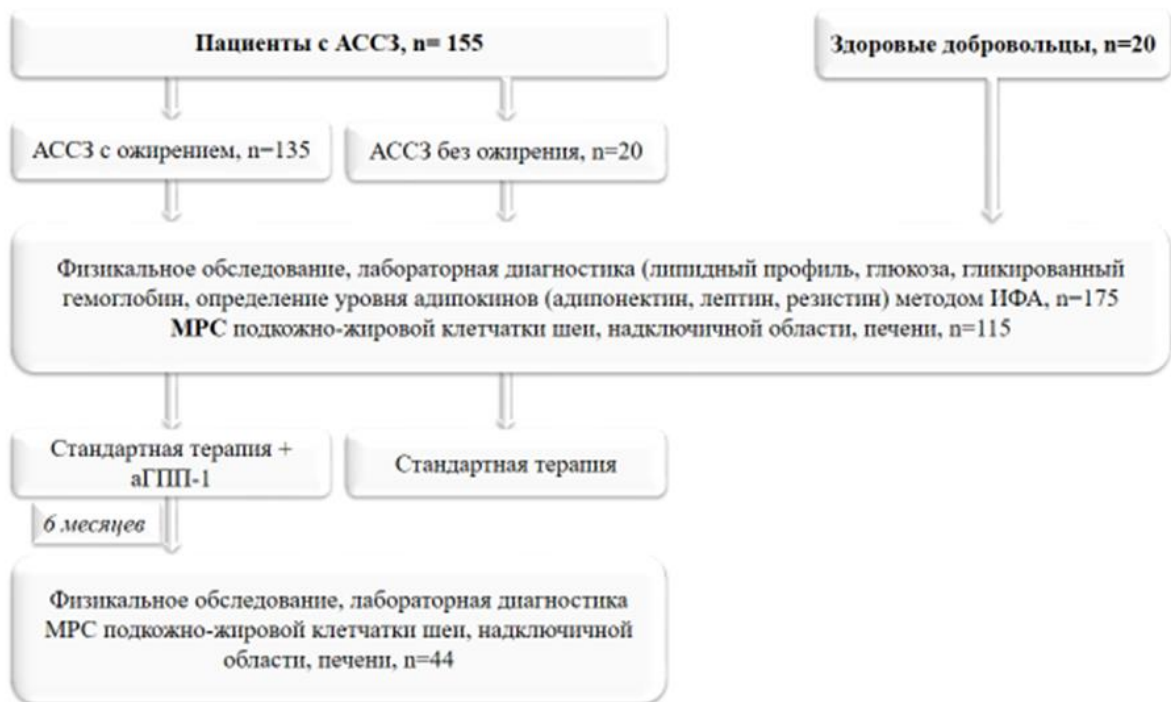 Пациенты с АССЗ, n= 155
Здоровые добровольцы, n=20
АССЗ с ожирением, n=135
АССЗ без ожирения, n=20
Физикальное обследование, лабораторная диагностика (липидный профиль, глюкоза, гликированный
гемоглобин, определение уровня адипокинов (адипонектин, лептин, резистин) методом ИФА, n=175
МРС подкожно-жировой клетчатки шеи, надключичной области, печени, n=115
Стандартная терапия +
аГПП-1
Стандартная терапия
6 месяцев
Физикальное обследование, лабораторная диагностика
МРС подкожно-жировой клетчатки шеи, надключичной
области, печени, n=44